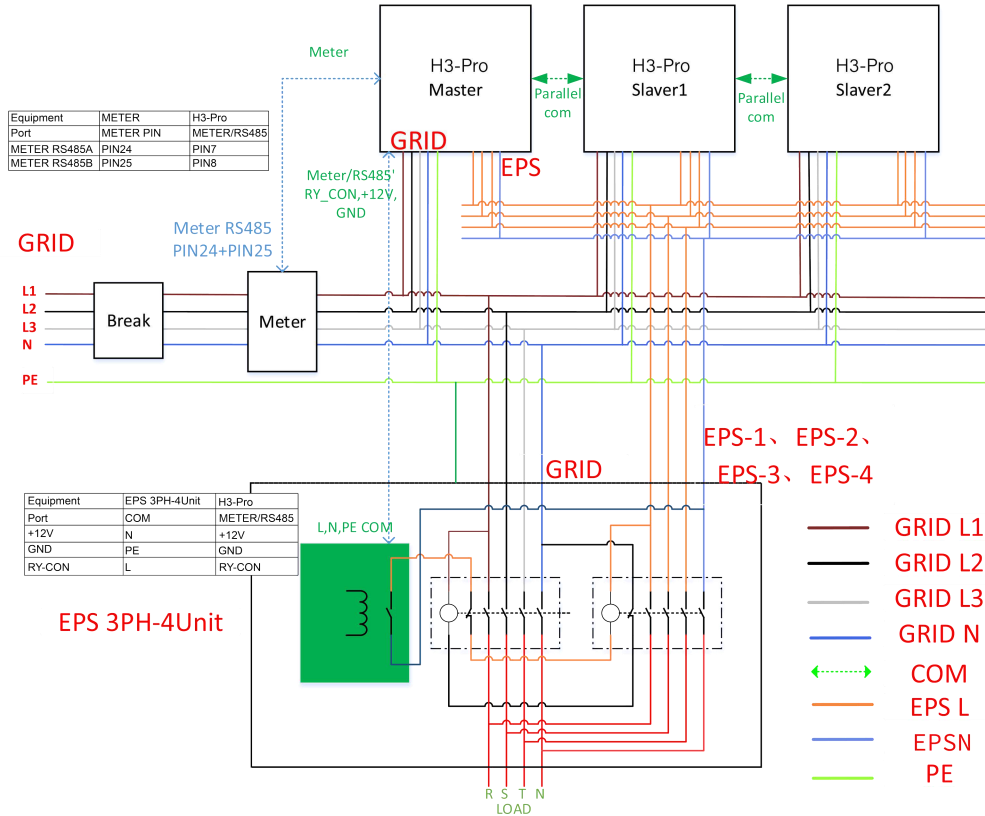 H3-Pro
Master
H3-Pro
Slaver1
H3-Pro
Slaver2
Meter
Parallel
com
Parallel
com
Equipment METER H3-Pro
Port METER PIN METER/RS485
METER RS485A PIN24 PIN7
METER RS485B PIN25 PIN8
GRID
EPS
Meter/RS485'
RY_CON,+12V,
GND
Meter RS485
PIN24+PIN25
GRID
L1
L2
L3
N
PE
Break
Meter
EPS-1、EPS-2、
EPS-3、EPS-4
GRID
Equipment EPS 3PH-4Unit H3-Pro
Port COM METER/RS485
+12V N +12V
GND PE GND
RY-CON L RY-CON
L,N,PE COM
EPS 3PH-4Unit
GRID L1
GRID L2
GRID L3
GRID N
COM
EPS L
EPSN
PE
R S T N
LOAD